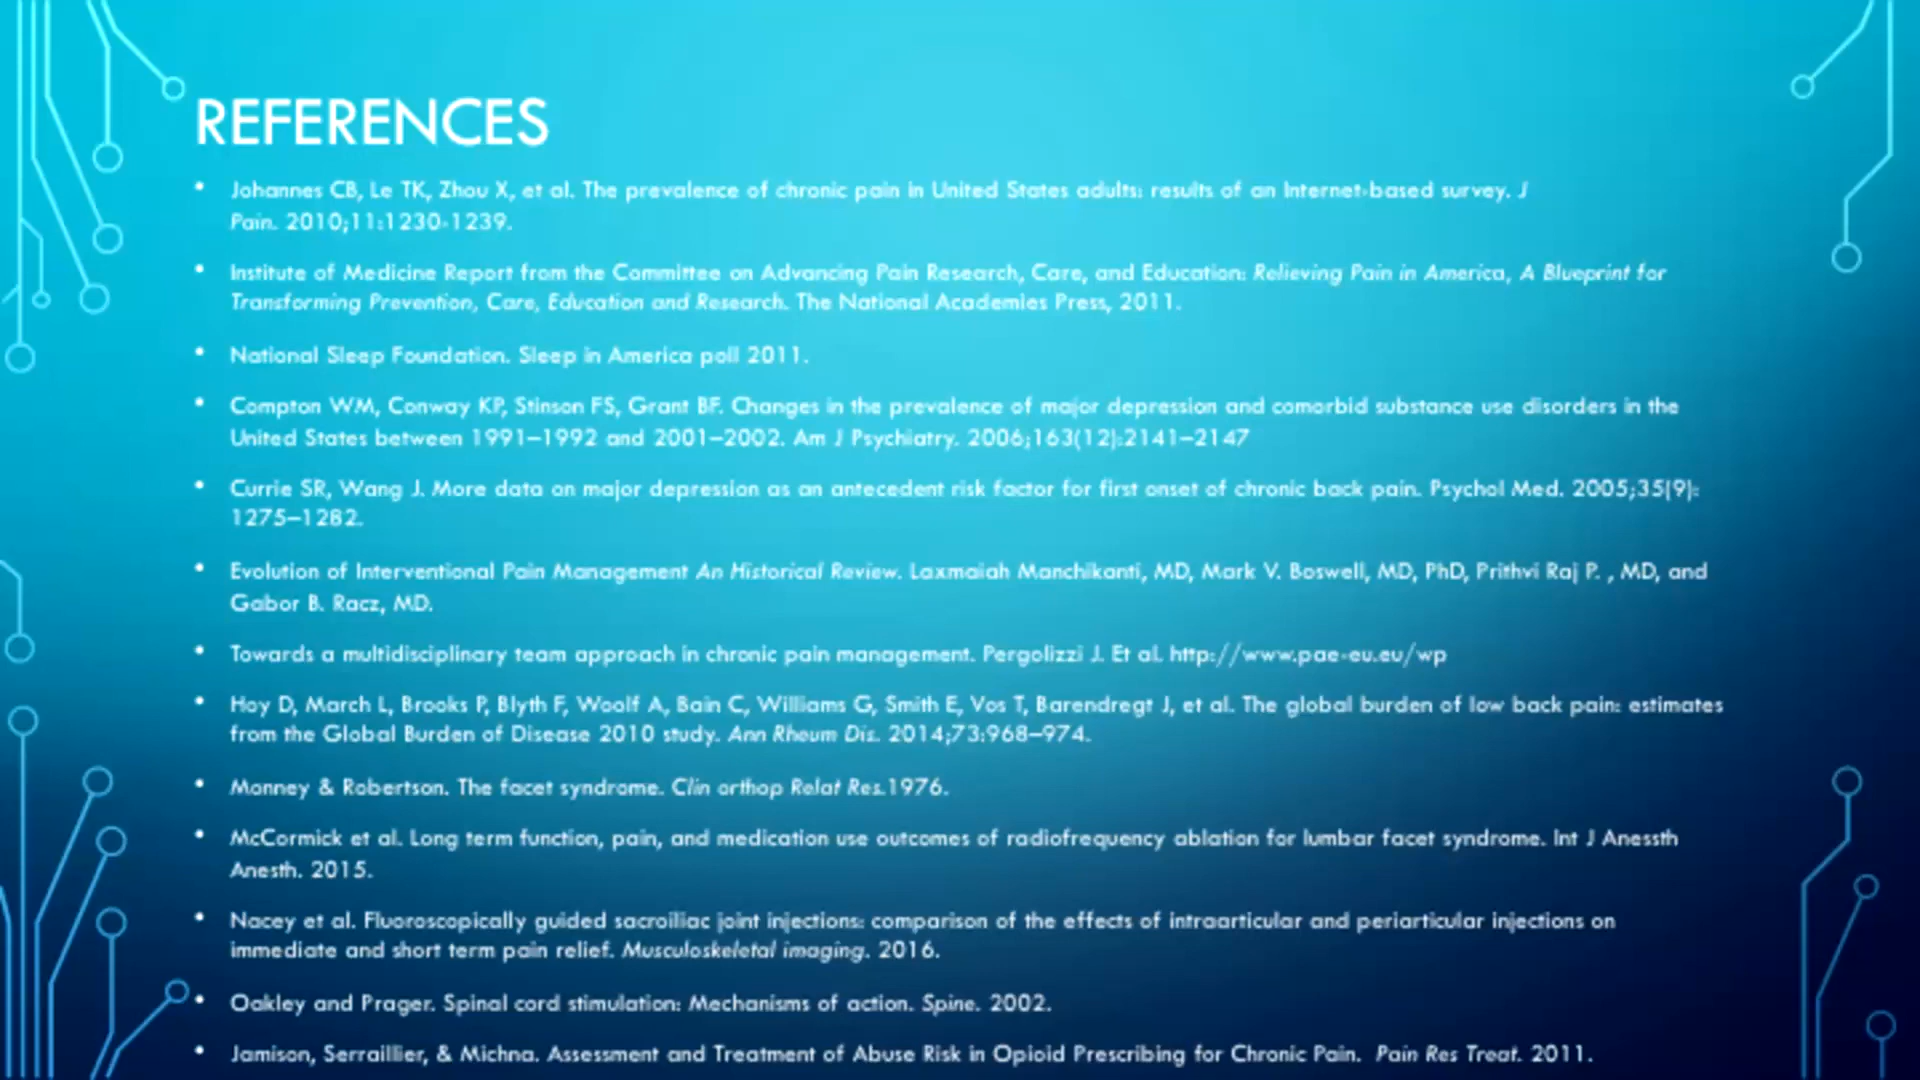 REFERENCES
• Johannes CB, Le TK, Zhou X, et al. The prevalence of chronic pain in United States adults: results of an Internet-based survey. J
Pain. 2010;11:1230-1239.
• Institute of Medicine Report from the Committee on Advancing Pain Research, Care, and Education: Relieving Pain in America, A Blueprint for
Transforming Prevention, Care, Education and Research. The National Academies Press, 2011.
• National Sleep Foundation. Sleep in America poll 2011.
• Compton WM, Conway KP, Stinson FS, Grant BF. Changes in the prevalence of major depression and comorbid substance use disorders in the
United States between 1991–1992 and 2001–2002. Am J Psychiatry. 2006;163(12):2141–2147
• Currie SR, Wang J. More data on major depression as an antecedent risk factor for first onset of chronic back pain. Psychol Med. 2005;35(9):
1275–1282.
• Evolution of Interventional Pain Management An Historical Review. Laxmaiah Manchikanti, MD, Mark V. Boswell, MD, PhD, Prithvi Raj P. , MD, and
Gabor B. Racz, MD.
• Towards a multidisciplinary team approach in chronic pain management. Pergolizzi J. Et al. http://www.pae-eu.eu/wp
• Hoy D, March L, Brooks P, Blyth F, Woolf A, Bain C, Williams G, Smith E, Vos T, Barendregt J, et al. The global burden of low back pain: estimates
from the Global Burden of Disease 2010 study. Ann Rheum Dis. 2014;73:968–974.
• Monney & Robertson. The facet syndrome. Clin orthop Relat Res.1976.
• McCormick et al. Long term function, pain, and medication use outcomes of radiofrequency ablation for lumbar facet syndrome. Int J Anessth
Anesth. 2015.
• Nacey et al. Fluoroscopically guided sacroiliac joint injections: comparison of the effects of intraarticular and periarticular injections on
immediate and short term pain relief. Musculoskeletal imaging. 2016.
• Oakley and Prager. Spinal cord stimulation: Mechanisms of action. Spine. 2002.
• Jamison, Serraillier, & Michna. Assessment and Treatment of Abuse Risk in Opioid Prescribing for Chronic Pain. Pain Res Treat. 2011.